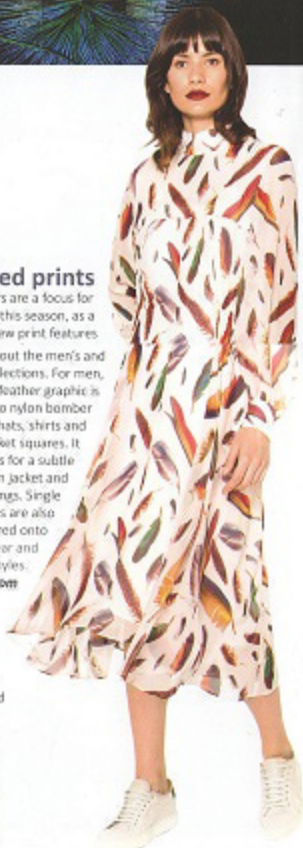 ed prints
s are a focus for
this season, as a
ew print features
out the men's and
lections. For men,
feather graphic is
o nylon bomber
hats, shirts and
ket squares. It
s for a subtle
n jacket and
ngs. Single
s are also
red onto
ear and
tyles.
om
d